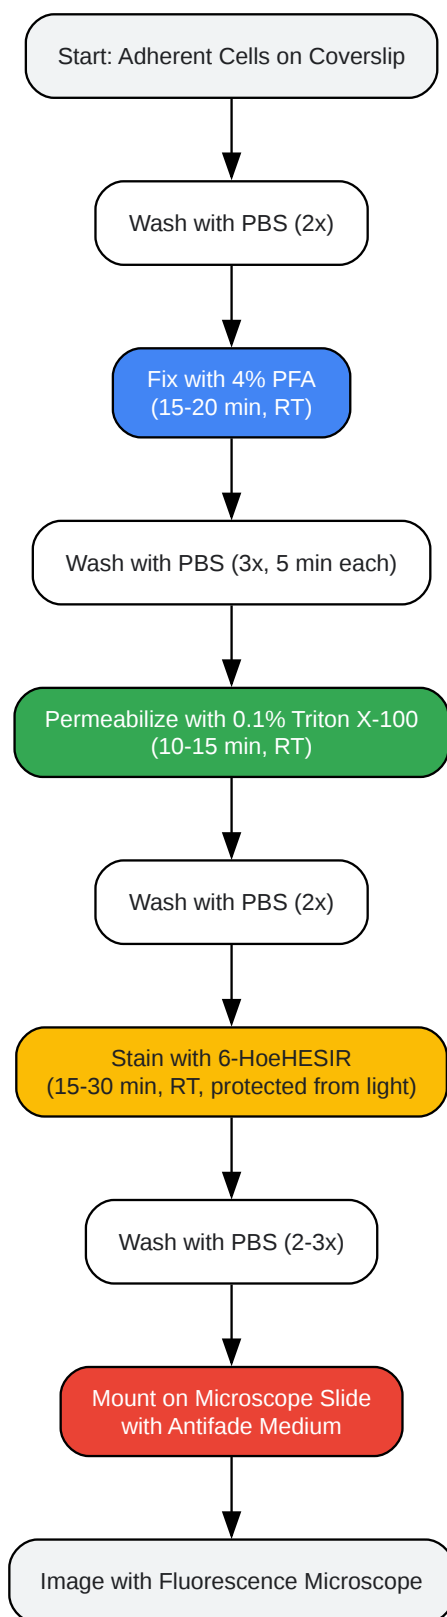 Start: Adherent Cells on Coverslip
Wash with PBS (2x)
Fix with 4% PFA
(15-20 min, RT)
Wash with PBS (3x, 5 min each)
Permeabilize with 0.1% Triton X-100
(10-15 min, RT)
Wash with PBS (2x)
Stain with 6-HoeHESIR
(15-30 min, RT, protected from light)
Wash with PBS (2-3x)
Mount on Microscope Slide
with Antifade Medium
Image with Fluorescence Microscope